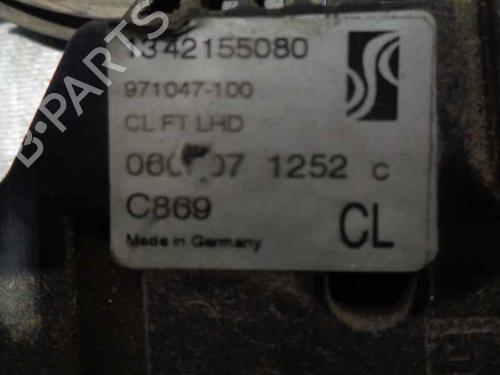 1342155080
971047-100
CL FT LHD
1252 C
C869
CL
Made in Germany
B-PARTS